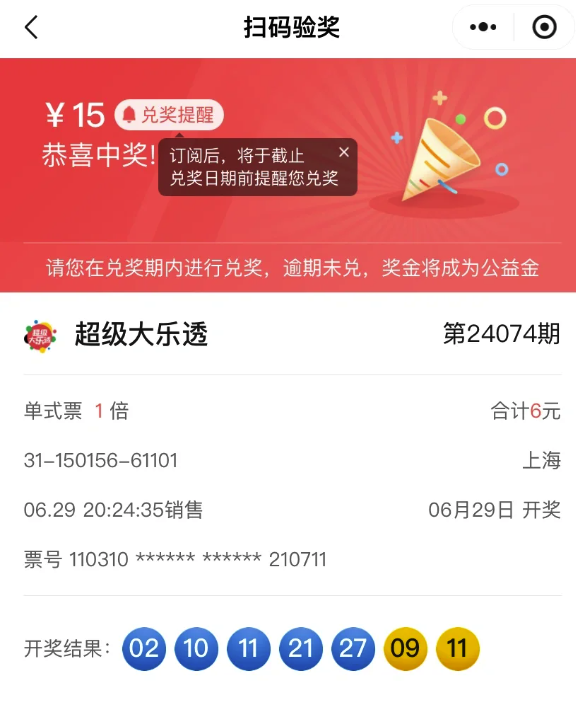 扫码验奖
¥15 兑奖提醒
恭喜中奖!
订阅后，将于截止
兑奖日期前提醒您兑奖
请您在兑奖期内进行兑奖，逾期未兑，奖金将成为公益金
超级大乐透
超级大乐透 第24074期
单式票 1 倍 合计6元
31-150156-61101 上海
06.29 20:24:35销售 06月29日 开奖
票号 110310 ****** ****** 210711
开奖结果: 02 10 11 21 27 09 11